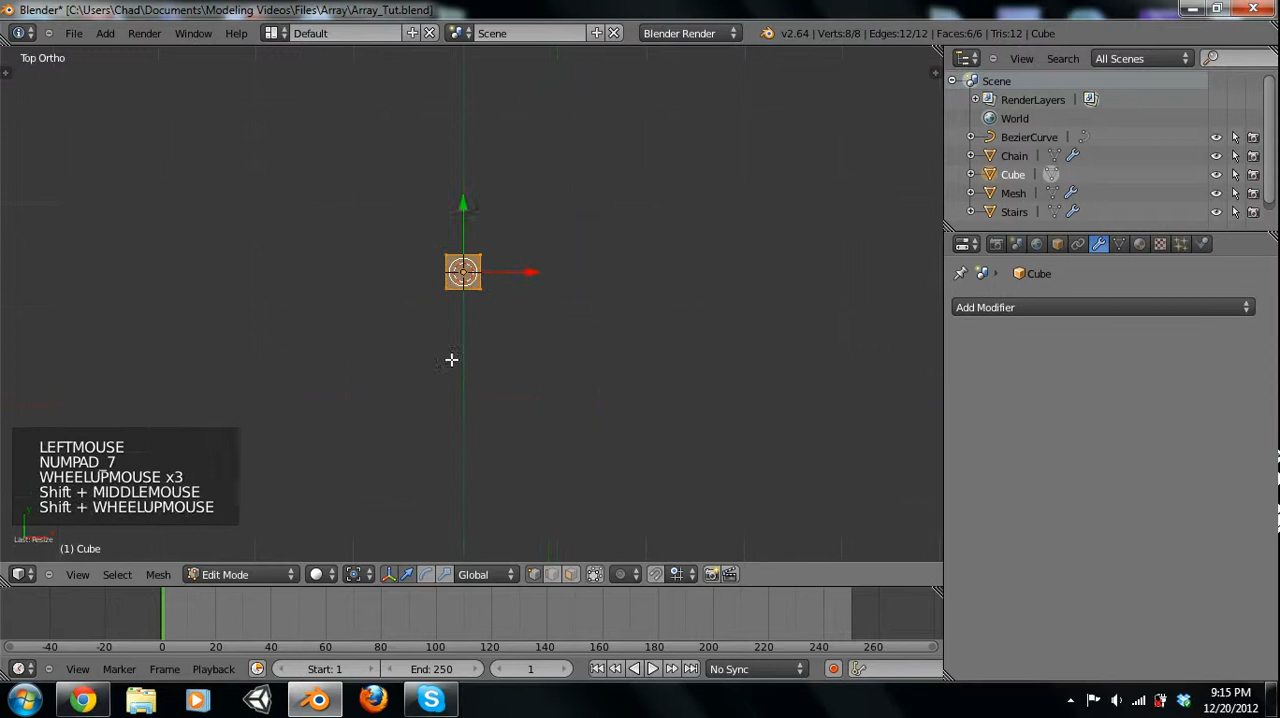 Blender* [C:\Users\Chad\Documents\Modeling Videos\Files\Array\Array_Tut.blend]
File Add Render Window Help Default Scene Blender Render v2.64 | Verts:8/8 | Edges:12/12 | Faces:6/6 | Tris:12 | Cube
Top Ortho
View Search All Scenes
Scene
RenderLayers
World
BezierCurve
Chain
Cube
Mesh
Stairs
Cube
Add Modifier
LEFTMOUSE
NUMPAD_7
WHEELUPMOUSE x3
Shift + MIDDLEMOUSE
Shift + WHEELUPMOUSE
Last: Resize
(1) Cube
View Select Mesh Edit Mode Global
-40 -20 0 20 40 60 80 100 120 140 160 180 200 220 240 260
View Marker Frame Playback Start: 1 End: 250 1 No Sync
9:15 PM
12/20/2012